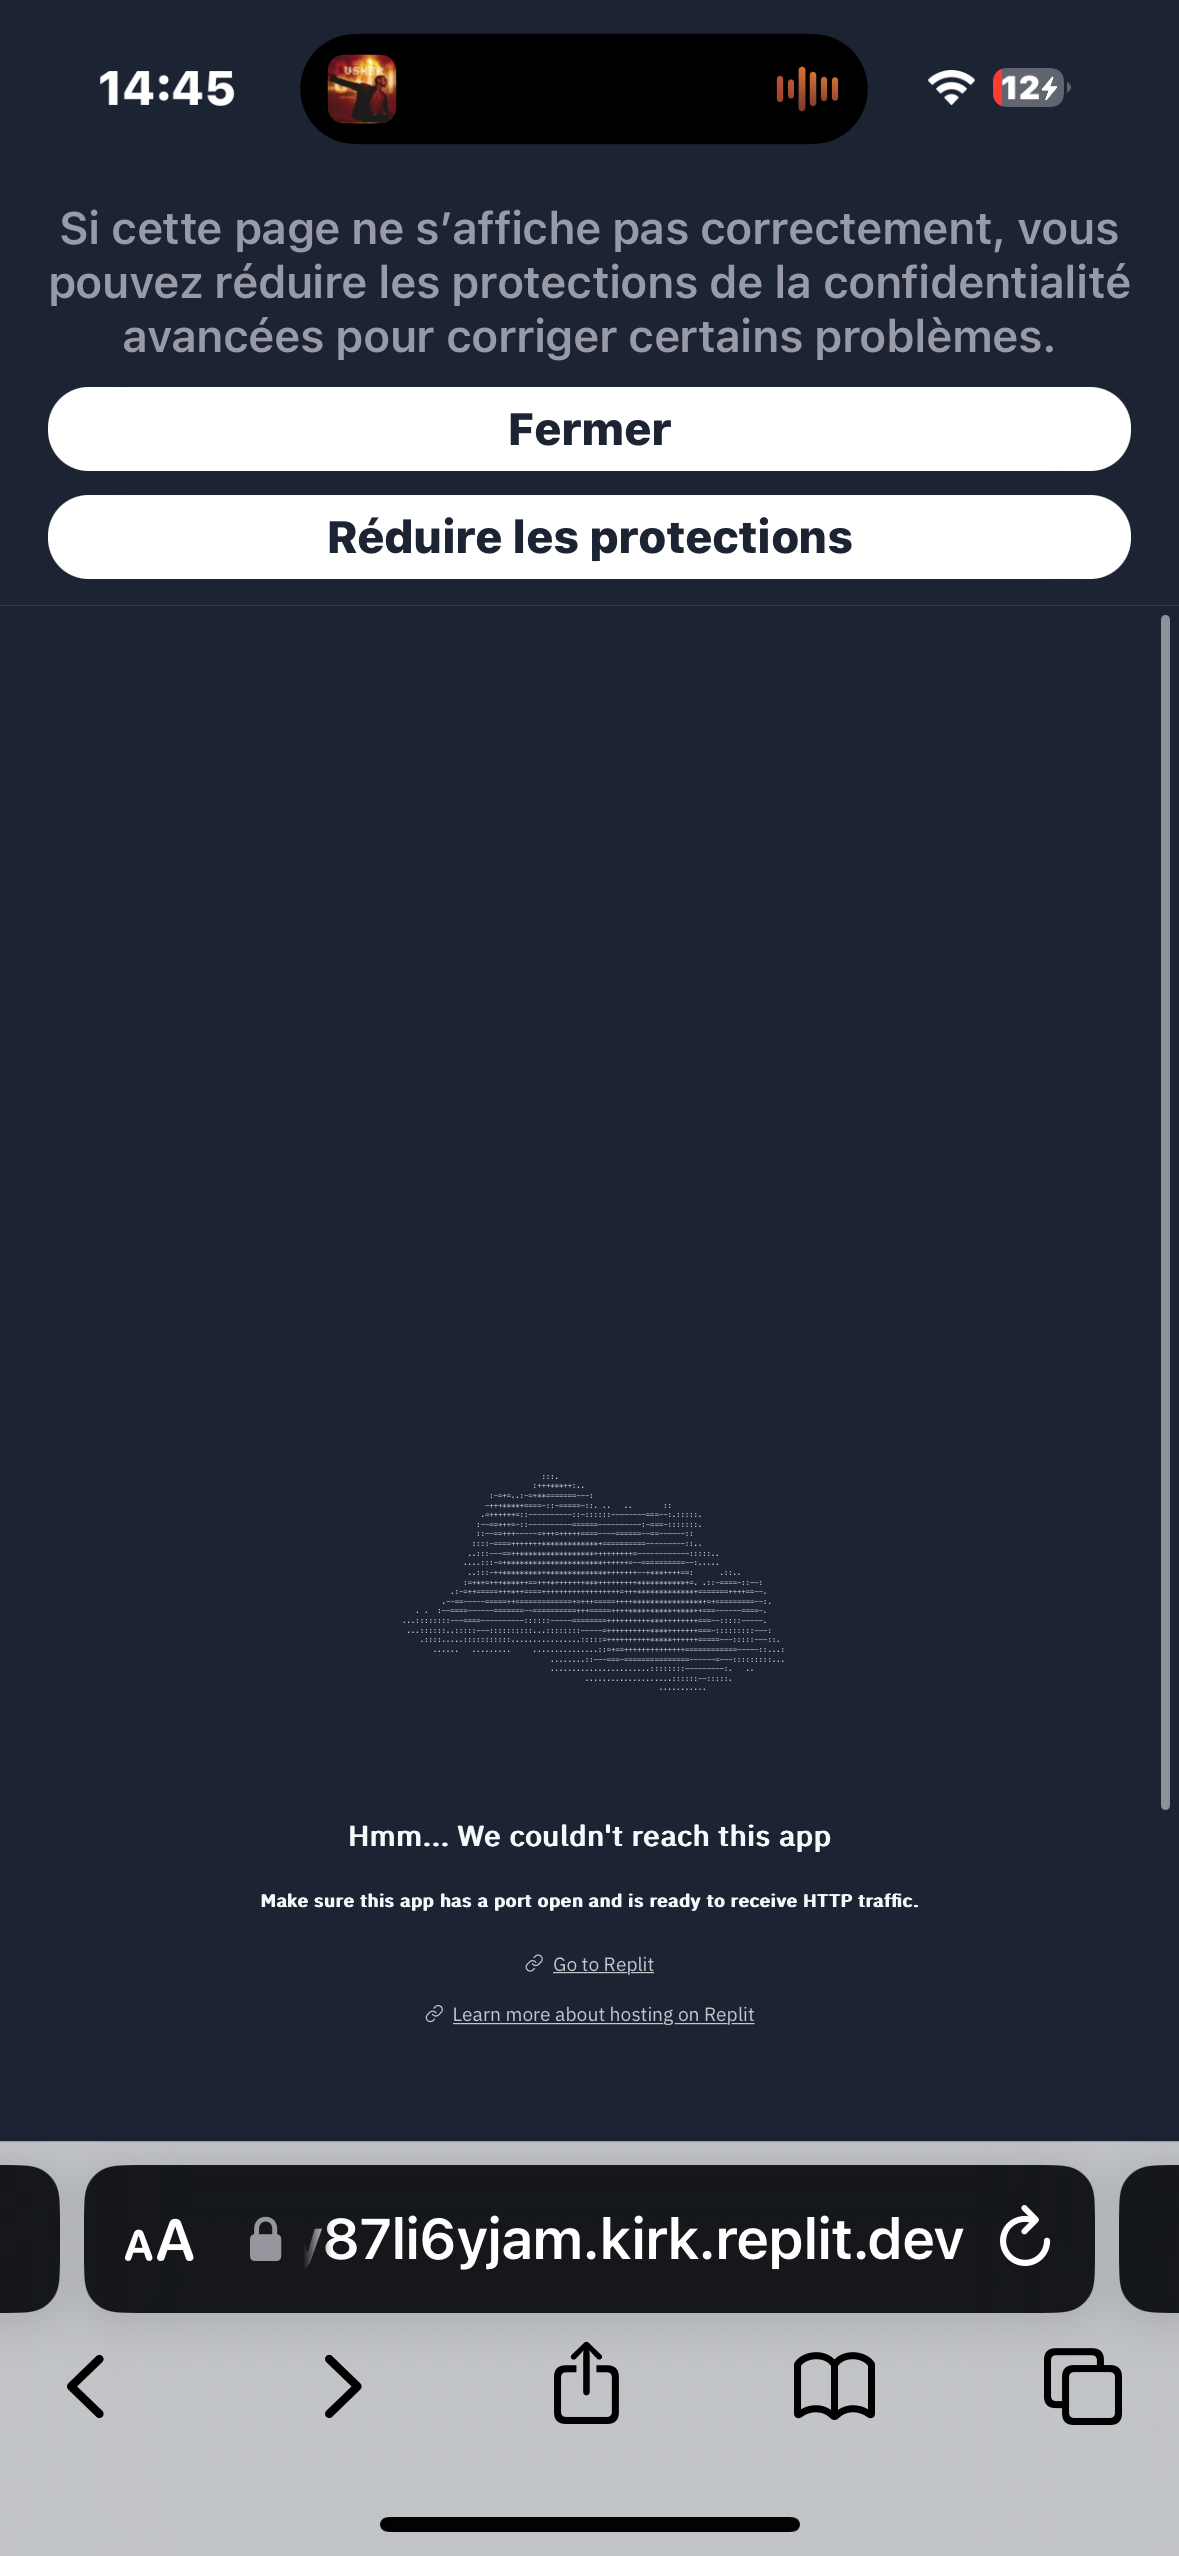 14:45
USHER
12
Si cette page ne s’affiche pas correctement, vous
pouvez réduire les protections de la confidentialité
avancées pour corriger certains problèmes.
Fermer
Réduire les protections
Hmm... We couldn't reach this app
Make sure this app has a port open and is ready to receive HTTP traffic.
Go to Replit
Learn more about hosting on Replit
AA
87li6yjam.kirk.replit.dev